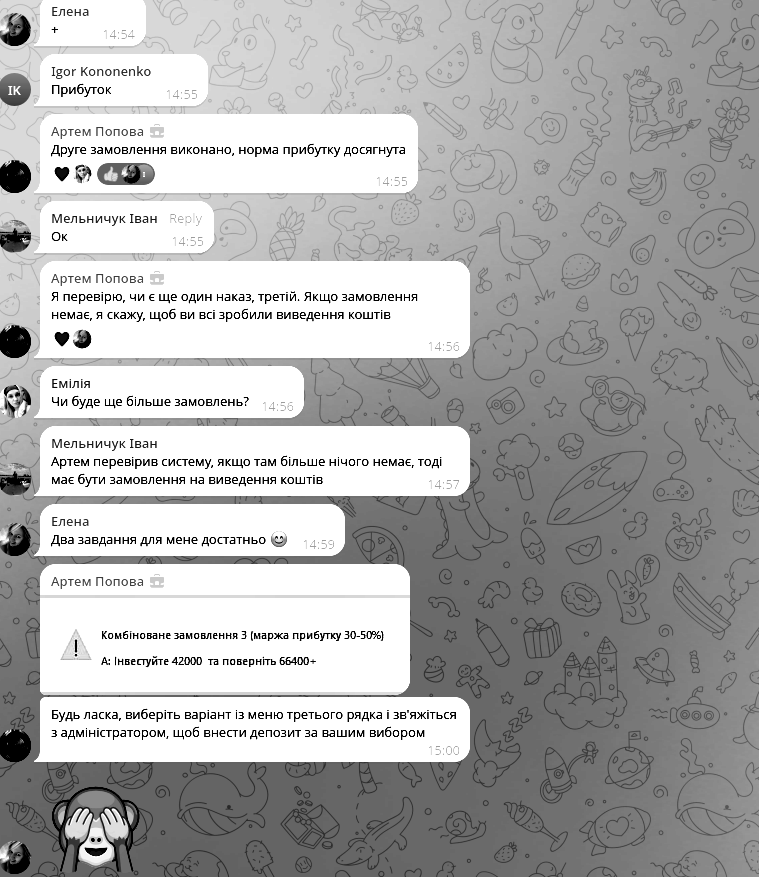 Елена
+
14:54
Igor Kononenko
IK
Прибуток
14:55
Артем Попова
Друге замовлення виконано, норма прибутку досягнута
14:55
Мельничук Іван Reply
Ок
14:55
Артем Попова
Я перевірю, чи є ще один наказ, третій. Якщо замовлення
немає, я скажу, щоб ви всі зробили виведення коштів
14:56
Емілія
Чи буде ще більше замовлень?
14:56
Мельничук Іван
Артем перевірив систему, якщо там більше нічого немає, тоді
має бути замовлення на виведення коштів
14:57
Елена
Два завдання для мене достатньо
14:59
Артем Попова
Комбіноване замовлення 3 (маржа прибутку 30-50%)
А: Інвестуйте 42000 та поверніть 66400+
Будь ласка, виберіть варіант із меню третього рядка і зв'яжіться
з адміністратором, щоб внести депозит за вашим вибором
15:00